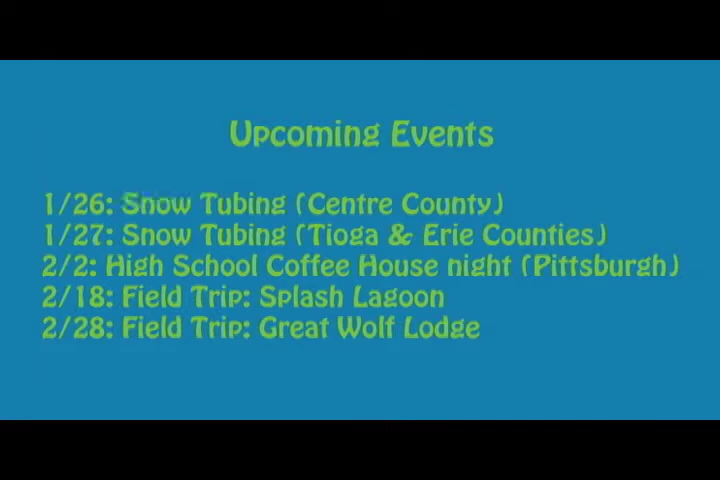 Upcoming Events
1/26: Snow Tubing (Centre County)
1/27: Snow Tubing (Tioga & Erie Counties)
2/2: High School Coffee House night (Pittsburgh)
2/18: Field Trip: Splash Lagoon
2/28: Field Trip: Great Wolf Lodge